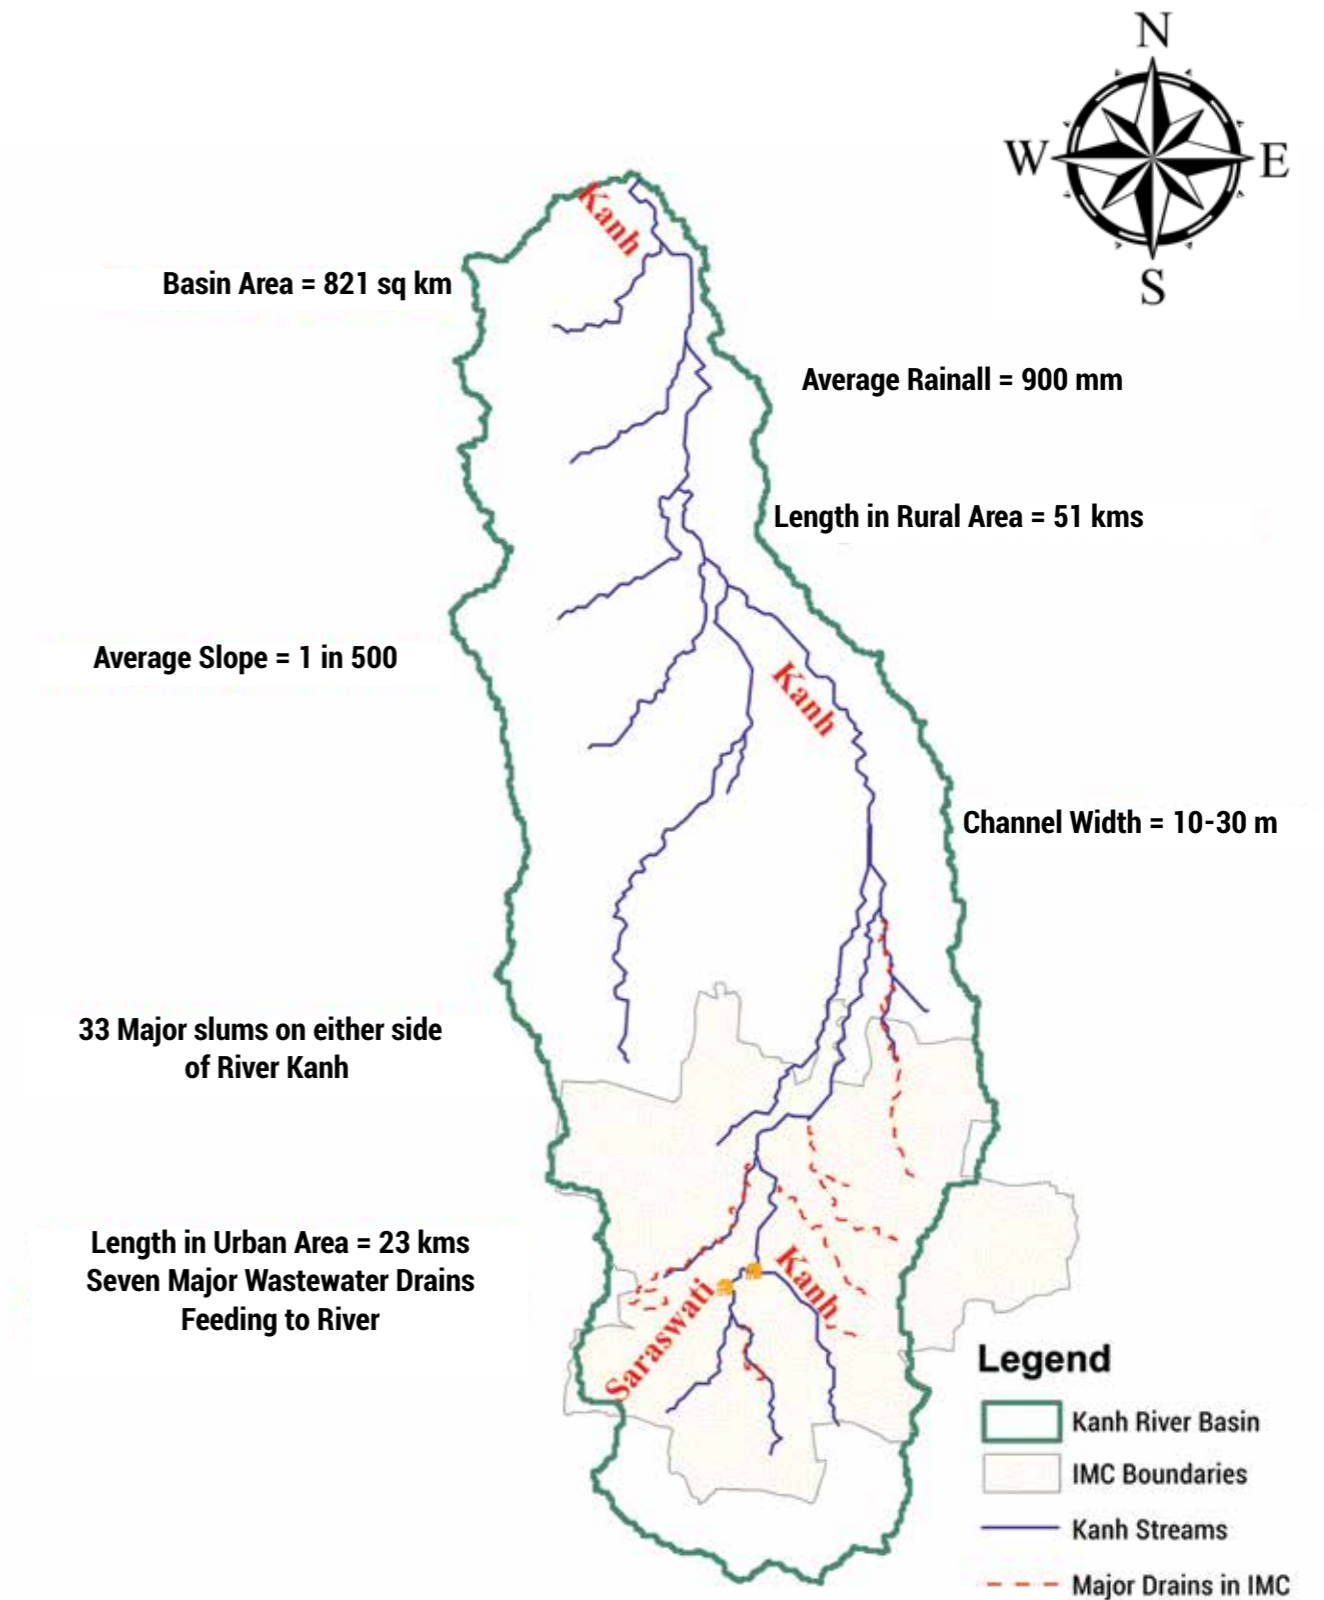 N
W
E
S
Kanh
Basin Area = 821 sq km
Average Rainall = 900 mm
Length in Rural Area = 51 kms
Average Slope = 1 in 500
Kanh
Channel Width = 10-30 m
33 Major slums on either side
of River Kanh
Length in Urban Area = 23 kms
Seven Major Wastewater Drains
Feeding to River
Saraswati
Kanh
Legend
Kanh River Basin
IMC Boundaries
Kanh Streams
Major Drains in IMC